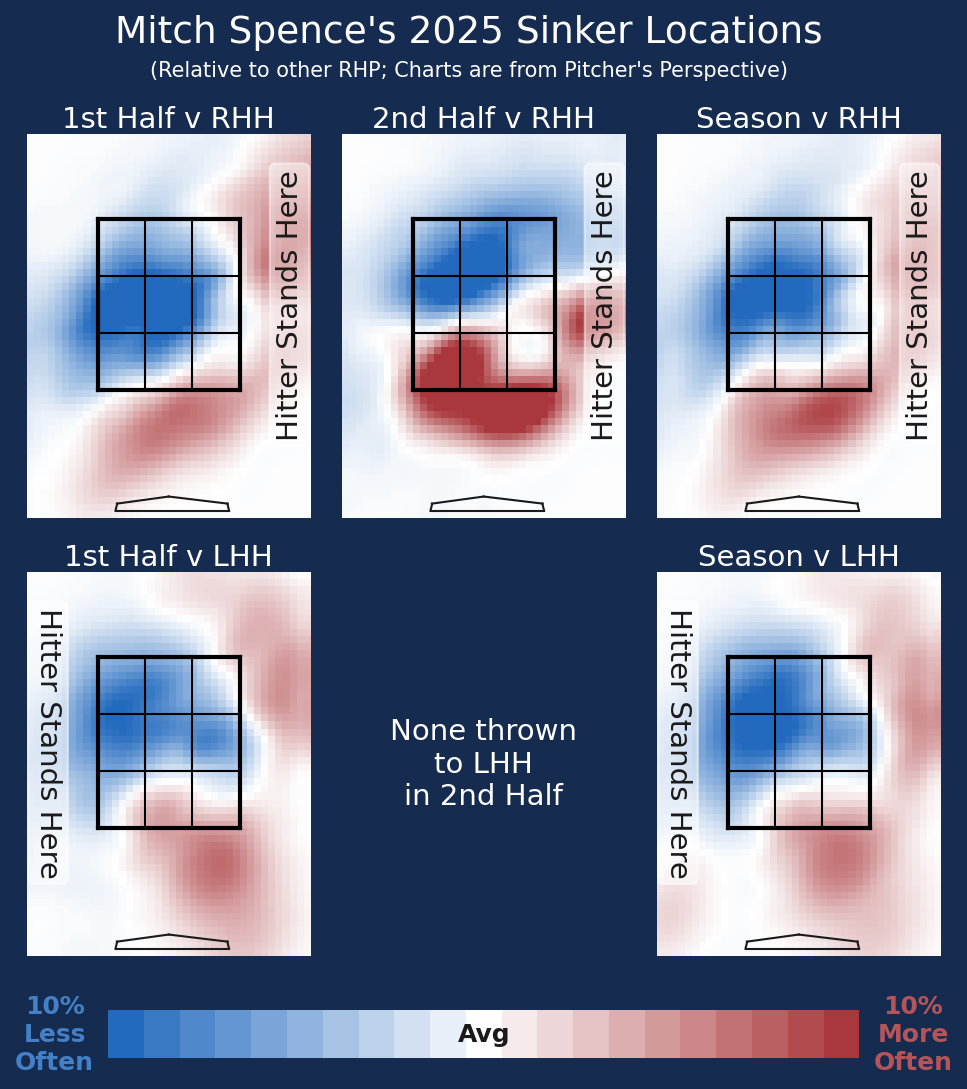 Mitch Spence's 2025 Sinker Locations
(Relative to other RHP; Charts are from Pitcher's Perspective)
1st Half v RHH
2nd Half v RHH
Season v RHH
Hitter Stands Here
Hitter Stands Here
Hitter Stands Here
1st Half v LHH
Season v LHH
Hitter Stands Here
None thrown
to LHH
in 2nd Half
Hitter Stands Here
10%
Less
Often
Avg
10%
More
Often